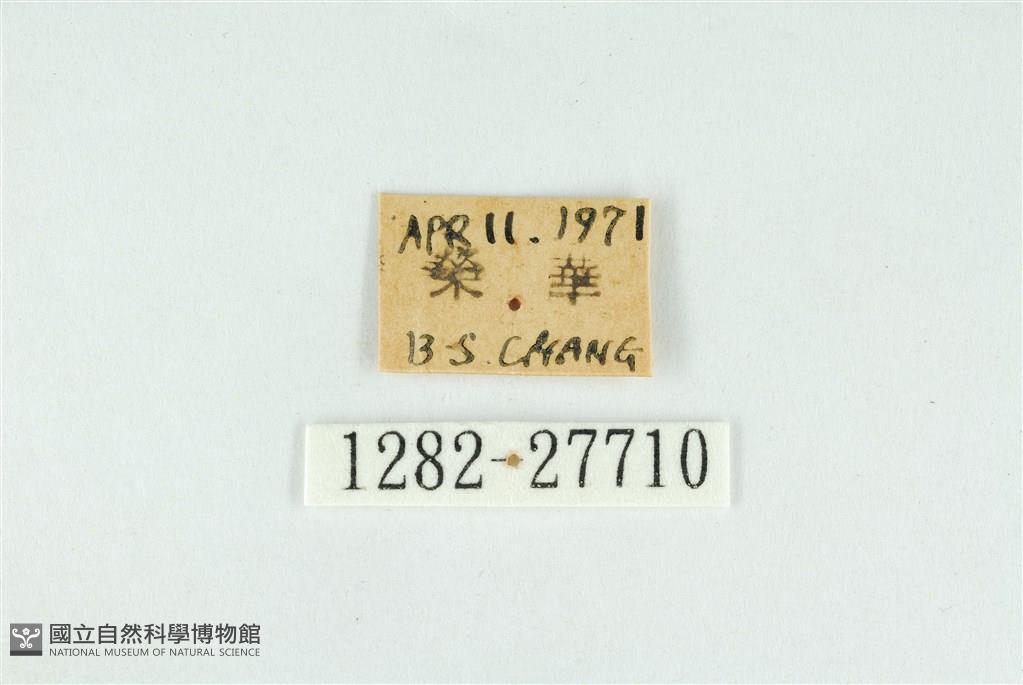 APR 11. 1971
榮 華
B-S. CHANG
1282-27710
國立自然科學博物館
NATIONAL MUSEUM OF NATURAL SCIENCE